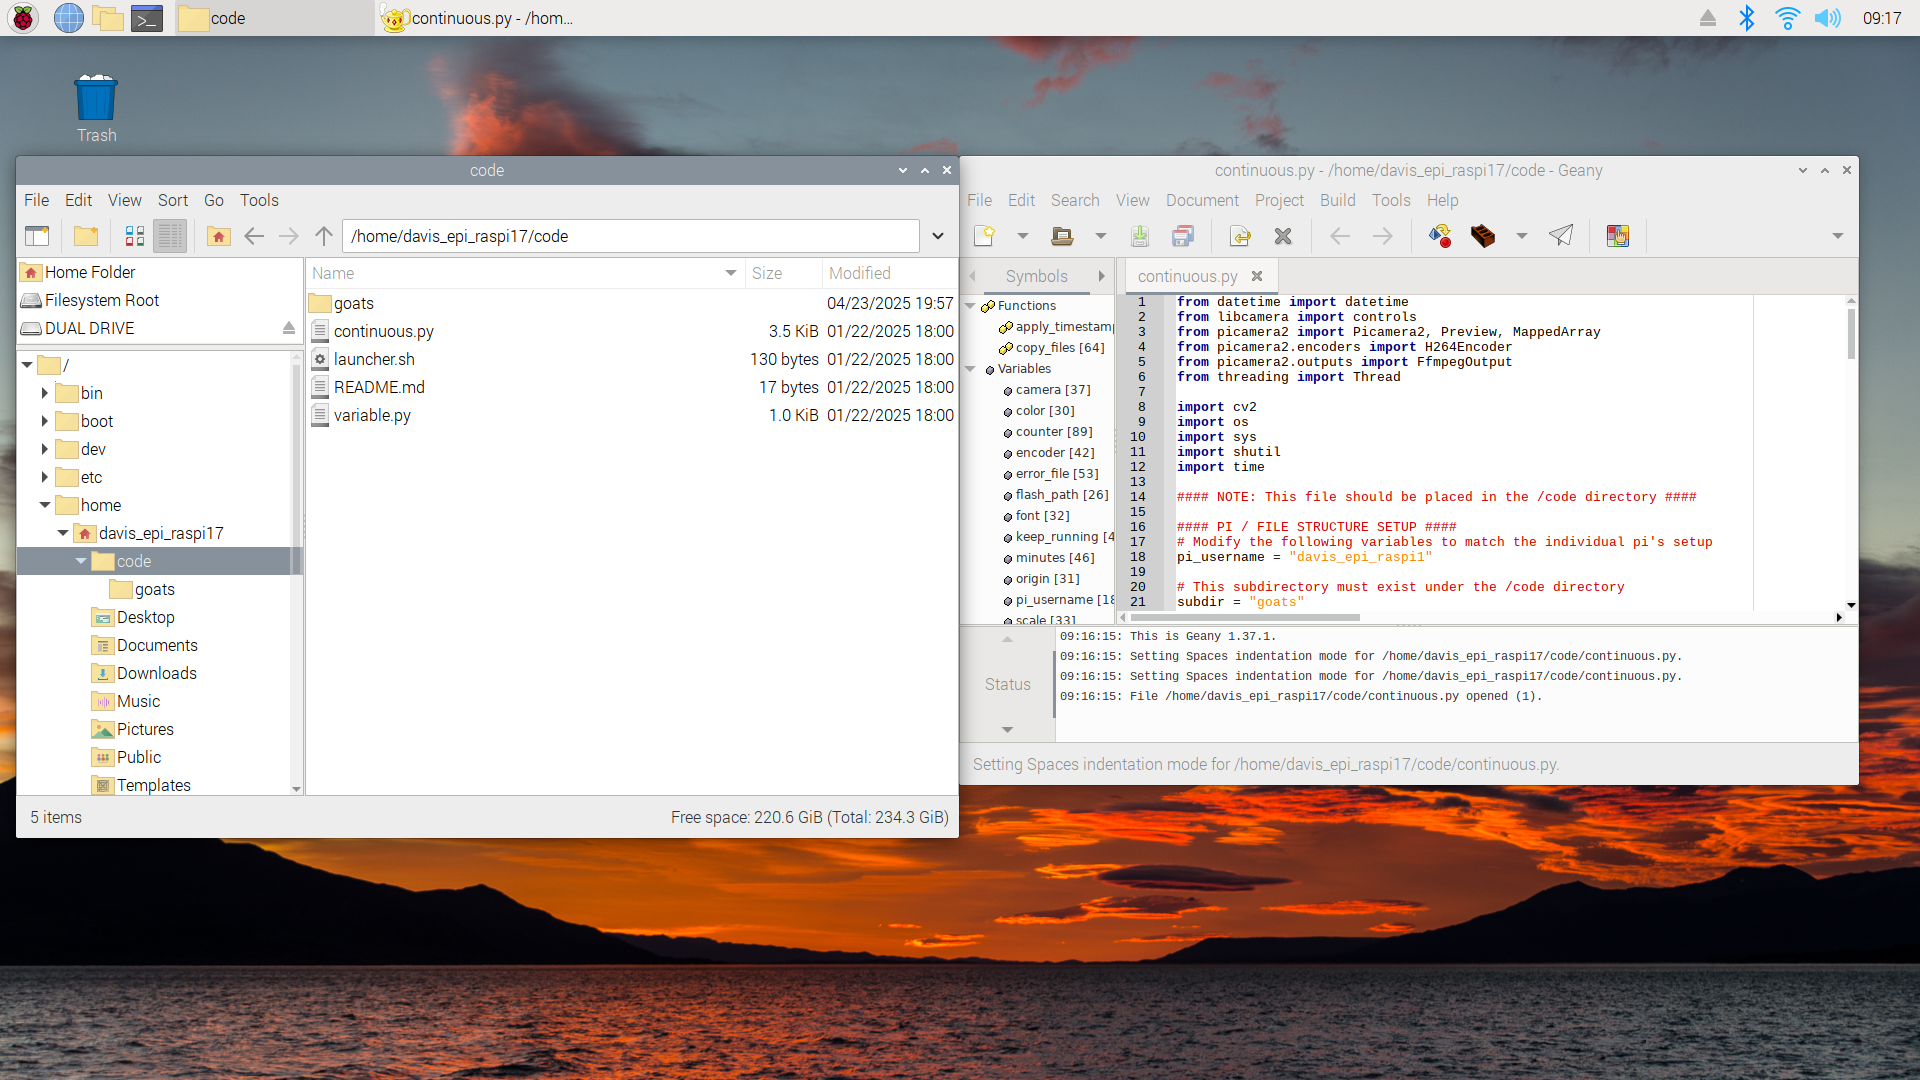 code
continuous.py - /hom...
09:17
Trash
code
File Edit View Sort Go Tools
/home/davis_epi_raspi17/code
Home Folder
Filesystem Root
DUAL DRIVE
/
bin
boot
dev
etc
home
davis_epi_raspi17
code
goats
Desktop
Documents
Downloads
Music
Pictures
Public
Templates
Name Size Modified
goats 04/23/2025 19:57
continuous.py 3.5 KiB 01/22/2025 18:00
launcher.sh 130 bytes 01/22/2025 18:00
README.md 17 bytes 01/22/2025 18:00
variable.py 1.0 KiB 01/22/2025 18:00
5 items
Free space: 220.6 GiB (Total: 234.3 GiB)
continuous.py - /home/davis_epi_raspi17/code - Geany
File Edit Search View Document Project Build Tools Help
Symbols
Functions
apply_timestamp
copy_files [64]
Variables
camera [37]
color [30]
counter [89]
encoder [42]
error_file [53]
flash_path [26]
font [32]
keep_running [4
minutes [46]
origin [31]
pi_username [18
scale [33]
continuous.py
1 from datetime import datetime
2 from libcamera import controls
3 from picamera2 import Picamera2, Preview, MappedArray
4 from picamera2.encoders import H264Encoder
5 from picamera2.outputs import FfmpegOutput
6 from threading import Thread
7
8 import cv2
9 import os
10 import sys
11 import shutil
12 import time
13
14 #### NOTE: This file should be placed in the /code directory ####
15
16 #### PI / FILE STRUCTURE SETUP ####
17 # Modify the following variables to match the individual pi's setup
18 pi_username = "davis_epi_raspi1"
19
20 # This subdirectory must exist under the /code directory
21 subdir = "goats"
Status
09:16:15: This is Geany 1.37.1.
09:16:15: Setting Spaces indentation mode for /home/davis_epi_raspi17/code/continuous.py.
09:16:15: Setting Spaces indentation mode for /home/davis_epi_raspi17/code/continuous.py.
09:16:15: File /home/davis_epi_raspi17/code/continuous.py opened (1).
Setting Spaces indentation mode for /home/davis_epi_raspi17/code/continuous.py.